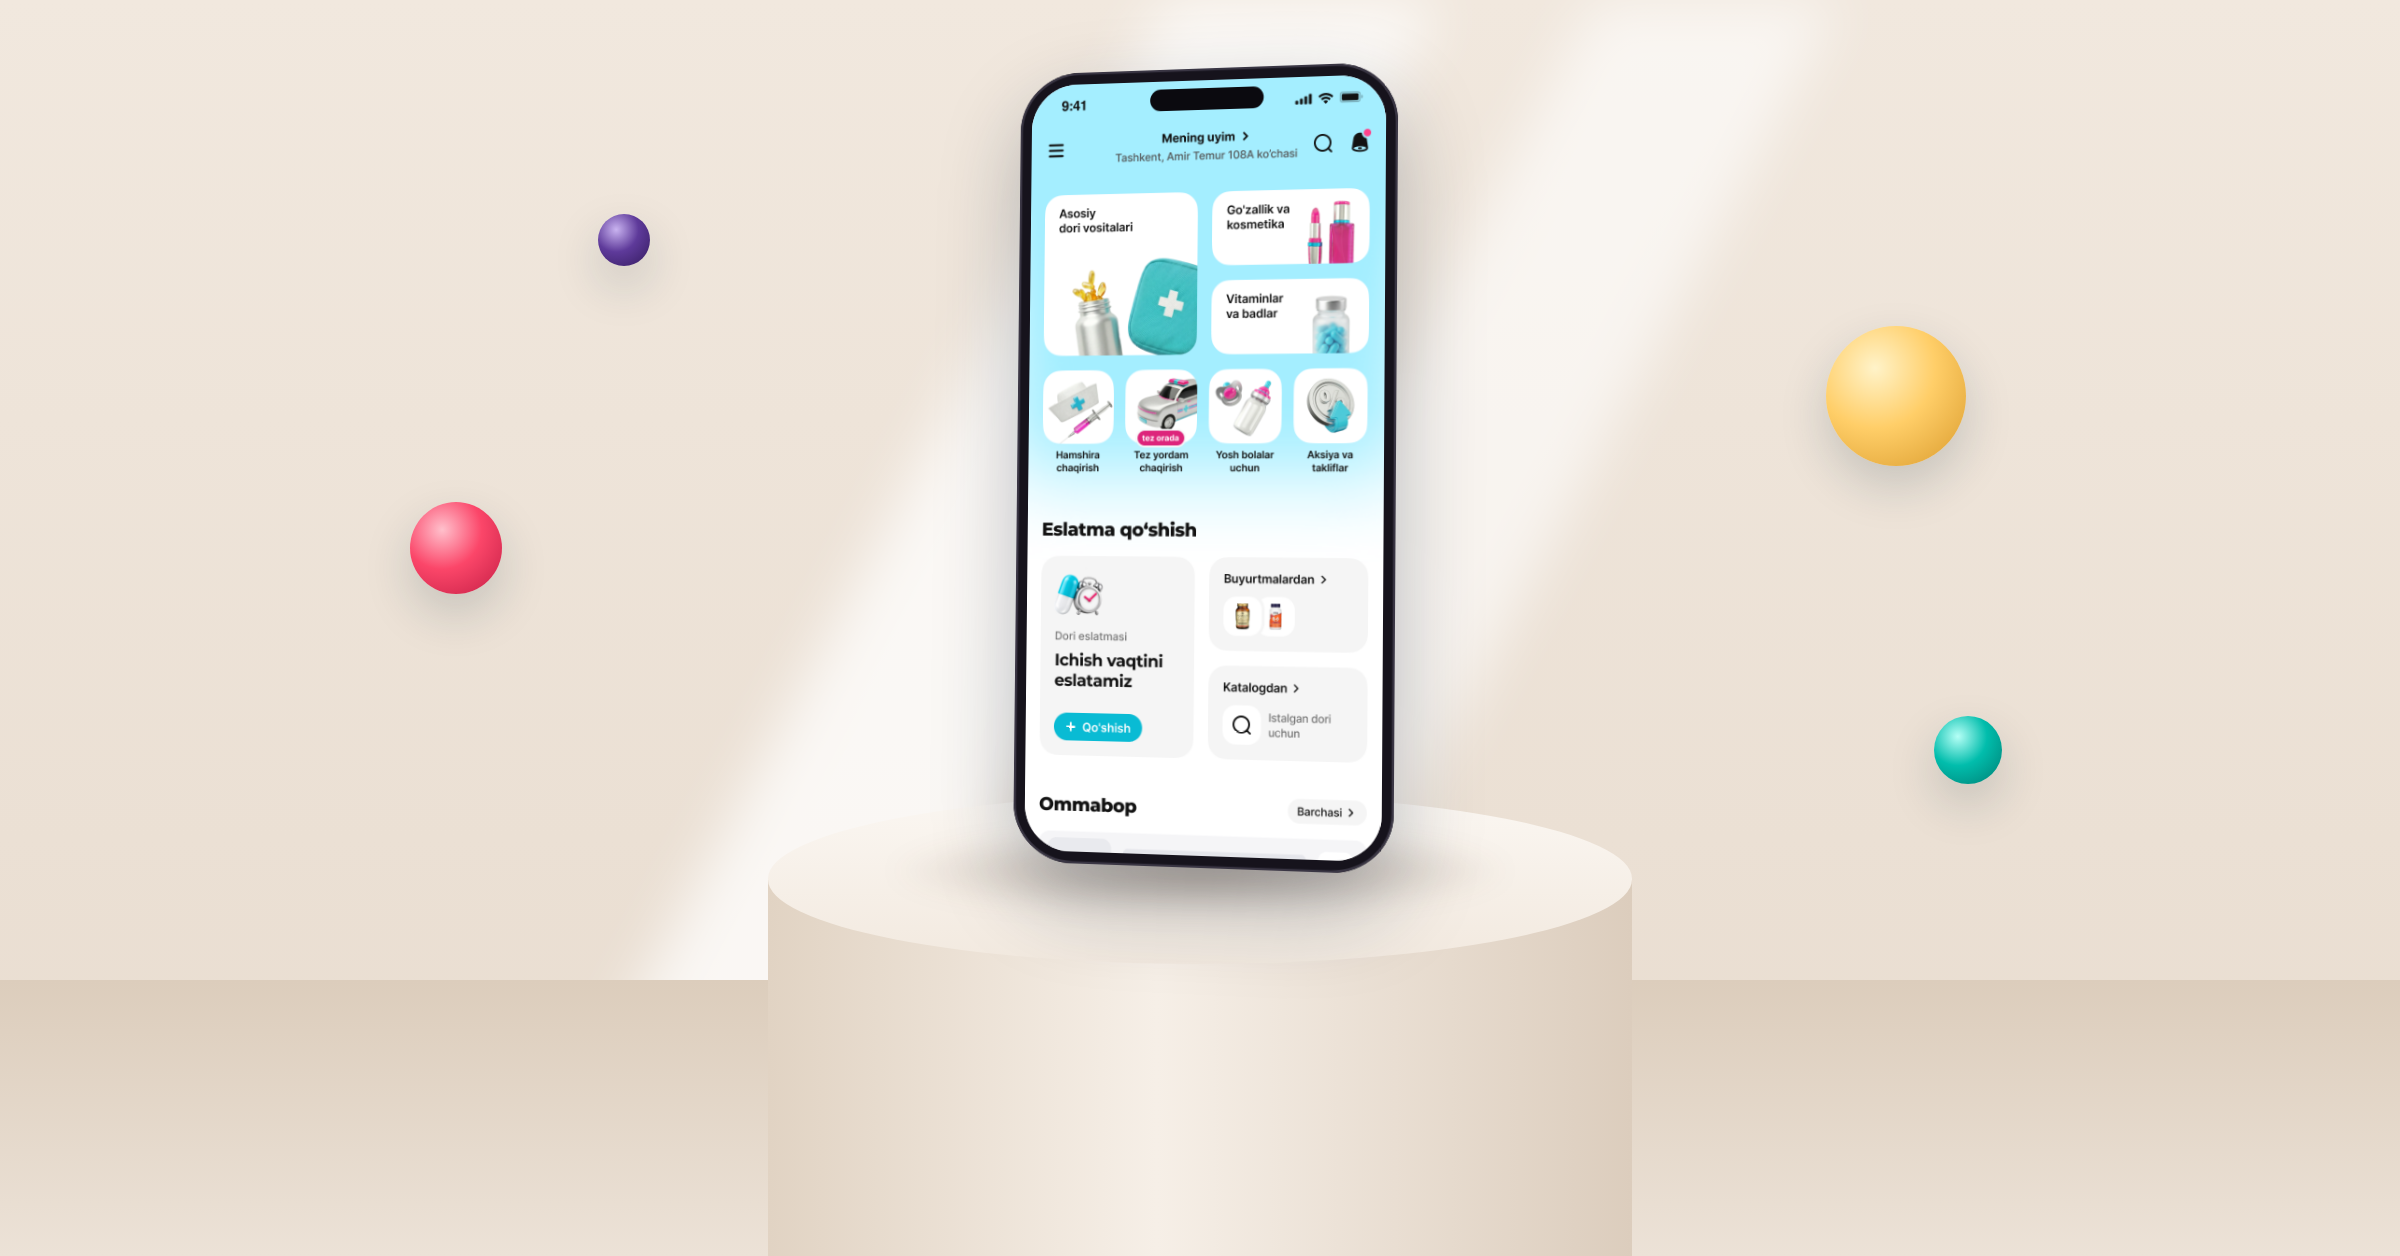 9:41
Mening uyim
Tashkent, Amir Temur 108A ko'chasi
Asosiy
dori vositalari
Go'zallik va
kosmetika
Vitaminlar
va badlar
tez orada
Hamshira
chaqirish
Tez yordam
chaqirish
Yosh bolalar
uchun
Aksiya va
takliflar
Eslatma qo‘shish
Dori eslatmasi
Ichish vaqtini
eslatamiz
+ Qo'shish
Buyurtmalardan
Katalogdan
Istalgan dori
uchun
Ommabop
Barchasi